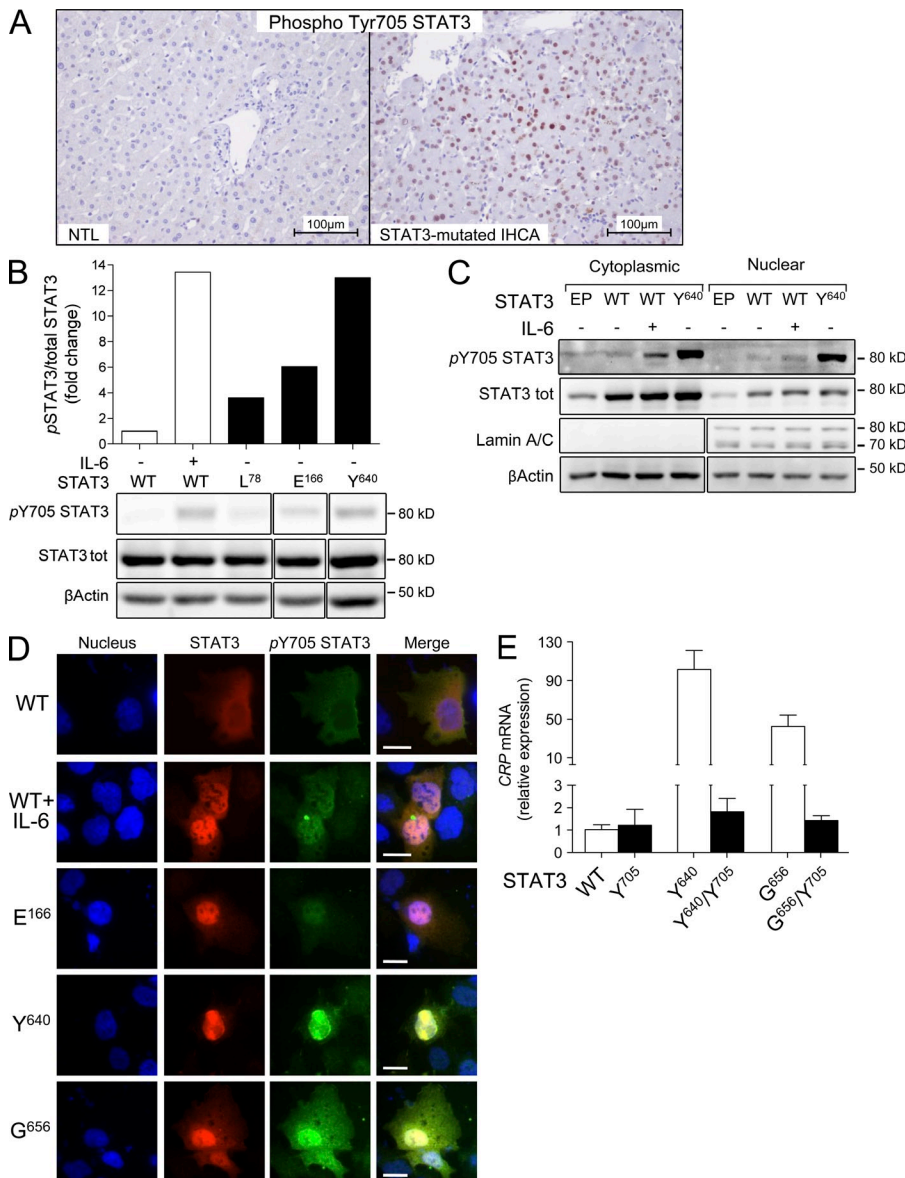 A
Phospho Tyr705 STAT3
NTL
100µm
STAT3-mutated IHCA
100µm
B
pSTAT3/total STAT3
(fold change)
14
12
10
8
6
4
2
0
IL-6 - + - - -
STAT3 WT WT L78 E166 Y640
pY705 STAT3
80 kD
STAT3 tot
80 kD
βActin
50 kD
C
Cytoplasmic Nuclear
STAT3 EP WT WT Y640 EP WT WT Y640
IL-6 - - + - - - + -
pY705 STAT3
80 kD
STAT3 tot
80 kD
Lamin A/C
80 kD
70 kD
βActin
50 kD
D
Nucleus STAT3 pY705 STAT3 Merge
WT
WT+
IL-6
E166
Y640
G656
E
CRP mRNA
(relative expression)
130
90
50
10
3
2
1
0
STAT3 WT Y705 Y640 Y640/Y705 G656 G656/Y705